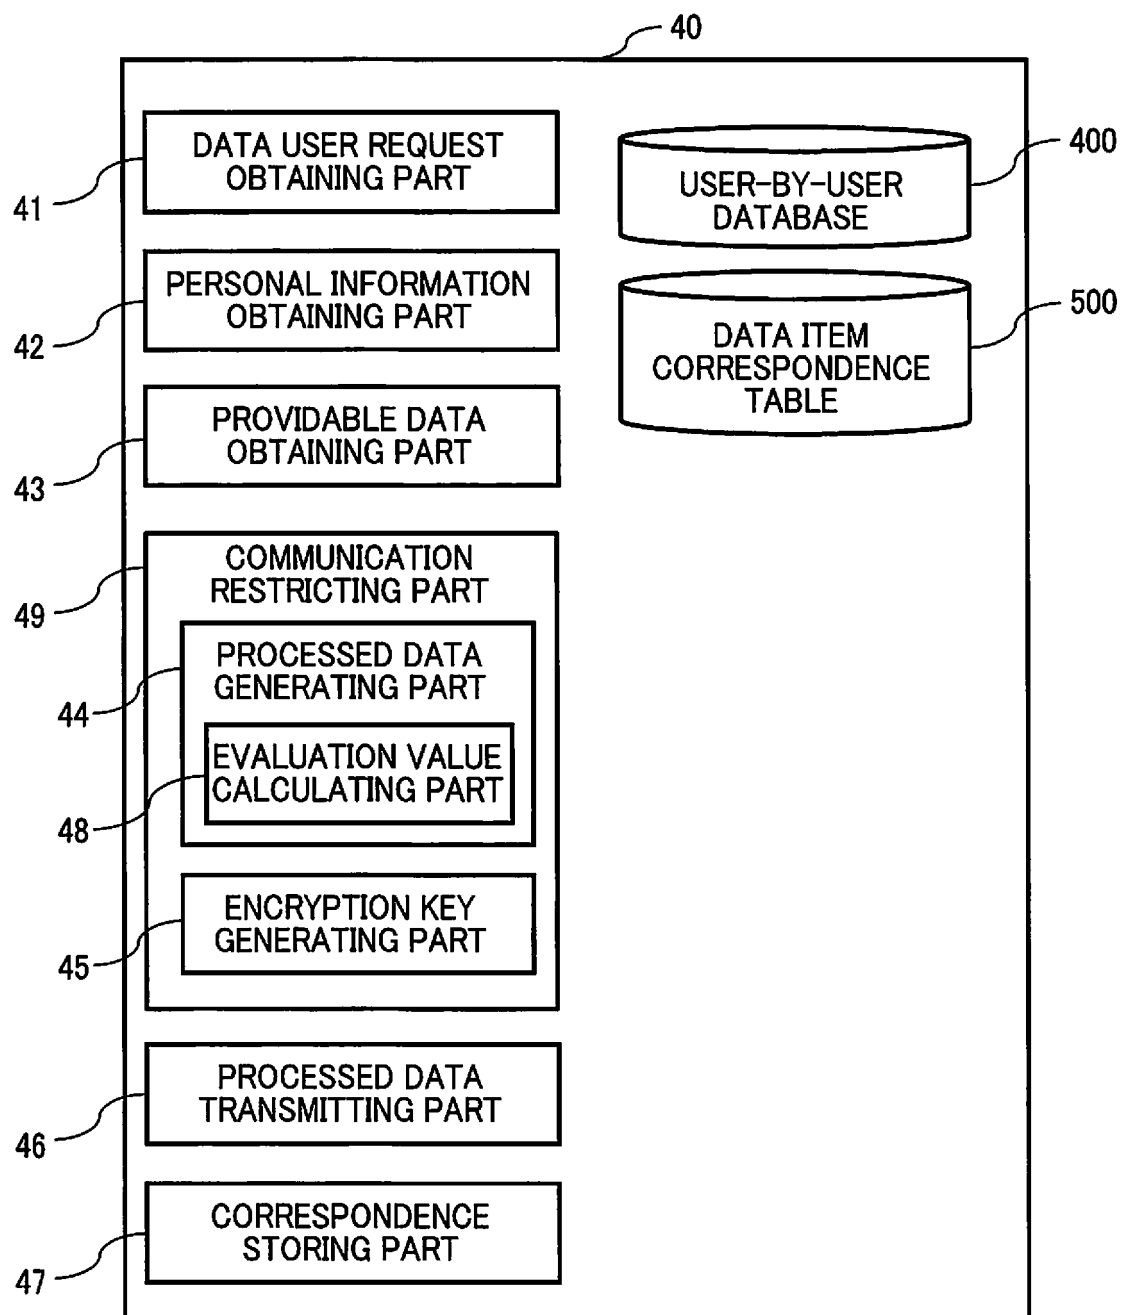 40
DATA USER REQUEST
OBTAINING PART
41
USER-BY-USER
DATABASE
400
PERSONAL INFORMATION
OBTAINING PART
42
DATA ITEM
CORRESPONDENCE
TABLE
500
PROVIDABLE DATA
OBTAINING PART
43
COMMUNICATION
RESTRICTING PART
49
PROCESSED DATA
GENERATING PART
44
EVALUATION VALUE
CALCULATING PART
48
ENCRYPTION KEY
GENERATING PART
45
PROCESSED DATA
TRANSMITTING PART
46
CORRESPONDENCE
STORING PART
47